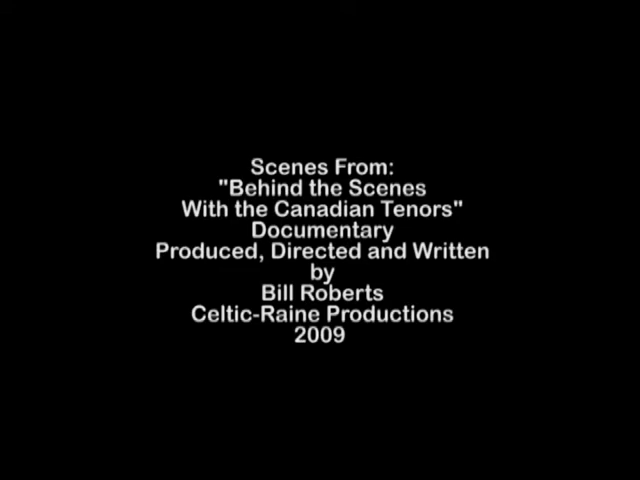 Scenes From:
"Behind the Scenes
With the Canadian Tenors"
Documentary
Produced, Directed and Written
by
Bill Roberts
Celtic-Raine Productions
2009